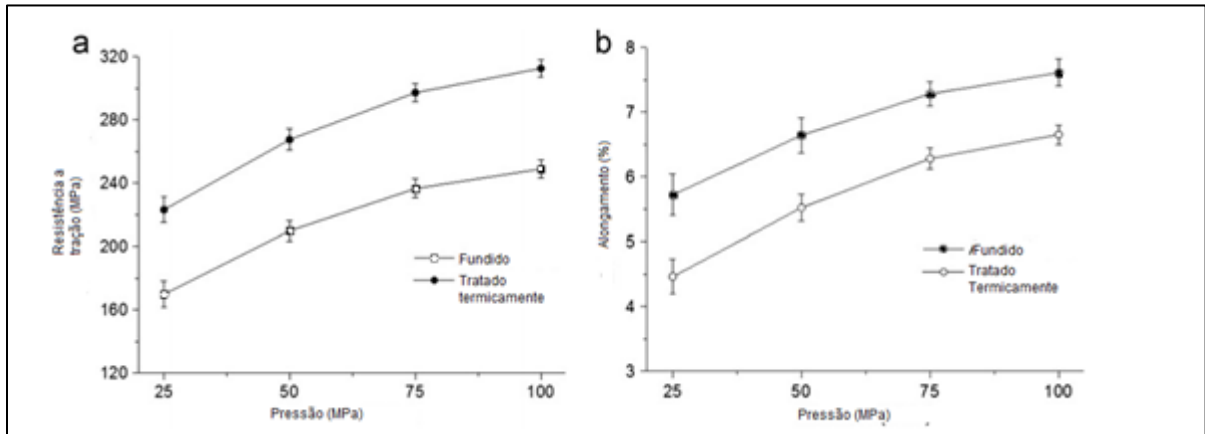 a
320
280
240
200
160
120
Resistência a
tração (MPa)
Fundido
Tratado
termicamente
25
50
75
100
Pressão (MPa)
b
8
7
6
5
4
3
Alongamento (%)
Fundido
Tratado
Termicamente
25
50
75
100
Pressão (MPa)